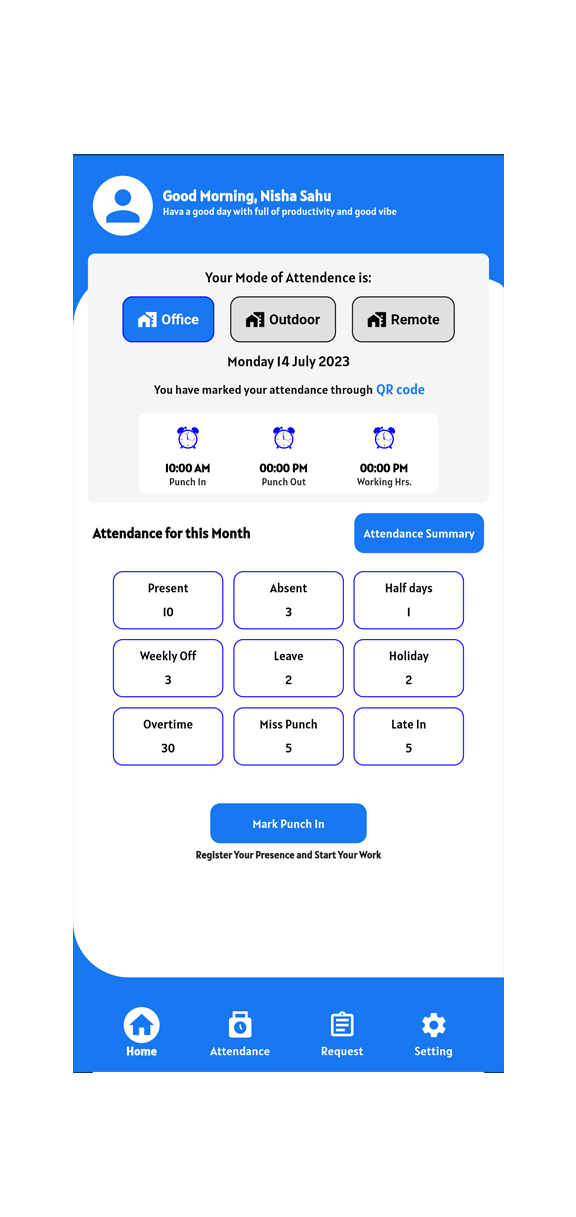 Good Morning, Nisha Sahu
Hava a good day with full of productivity and good vibe
Your Mode of Attendence is:
Office Outdoor Remote
Monday 14 July 2023
You have marked your attendance through QR code
10:00 AM 00:00 PM 00:00 PM
Punch In Punch Out Working Hrs.
Attendance for this Month Attendance Summary
Present Absent Half days
10 3 1
Weekly Off Leave Holiday
3 2 2
Overtime Miss Punch Late In
30 5 5
Mark Punch In
Register Your Presence and Start Your Work
Home Attendance Request Setting